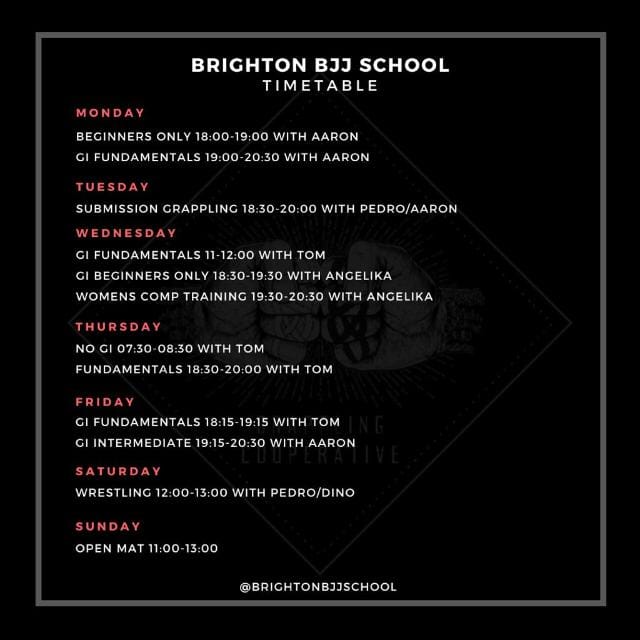 BRIGHTON BJJ SCHOOL
TIMETABLE
MONDAY
BEGINNERS ONLY 18:00-19:00 WITH AARON
GI FUNDAMENTALS 19:00-20:30 WITH AARON
TUESDAY
SUBMISSION GRAPPLING 18:30-20:00 WITH PEDRO/AARON
WEDNESDAY
GI FUNDAMENTALS 11-12:00 WITH TOM
GI BEGINNERS ONLY 18:30-19:30 WITH ANGELIKA
WOMENS COMP TRAINING 19:30-20:30 WITH ANGELIKA
THURSDAY
NO GI 07:30-08:30 WITH TOM
FUNDAMENTALS 18:30-20:00 WITH TOM
FRIDAY
GI FUNDAMENTALS 18:15-19:15 WITH TOM
GI INTERMEDIATE 19:15-20:30 WITH AARON
COOPERATIVE
SATURDAY
WRESTLING 12:00-13:00 WITH PEDRO/DINO
SUNDAY
OPEN MAT 11:00-13:00
@BRIGHTONBJJSCHOOL